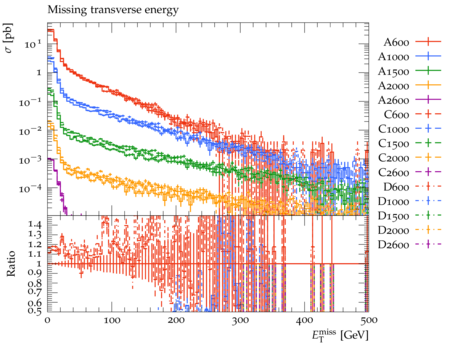 Missing transverse energy
σ [pb]
10¹
1
10⁻¹
10⁻²
10⁻³
10⁻⁴
A600
A1000
A1500
A2000
A2600
C600
C1000
C1500
C2000
C2600
D600
D1000
D1500
D2000
D2600
Ratio
1.4
1.3
1.2
1.1
1
0.9
0.8
0.7
0.6
0.5
0 100 200 300 400 500
E_T^miss [GeV]